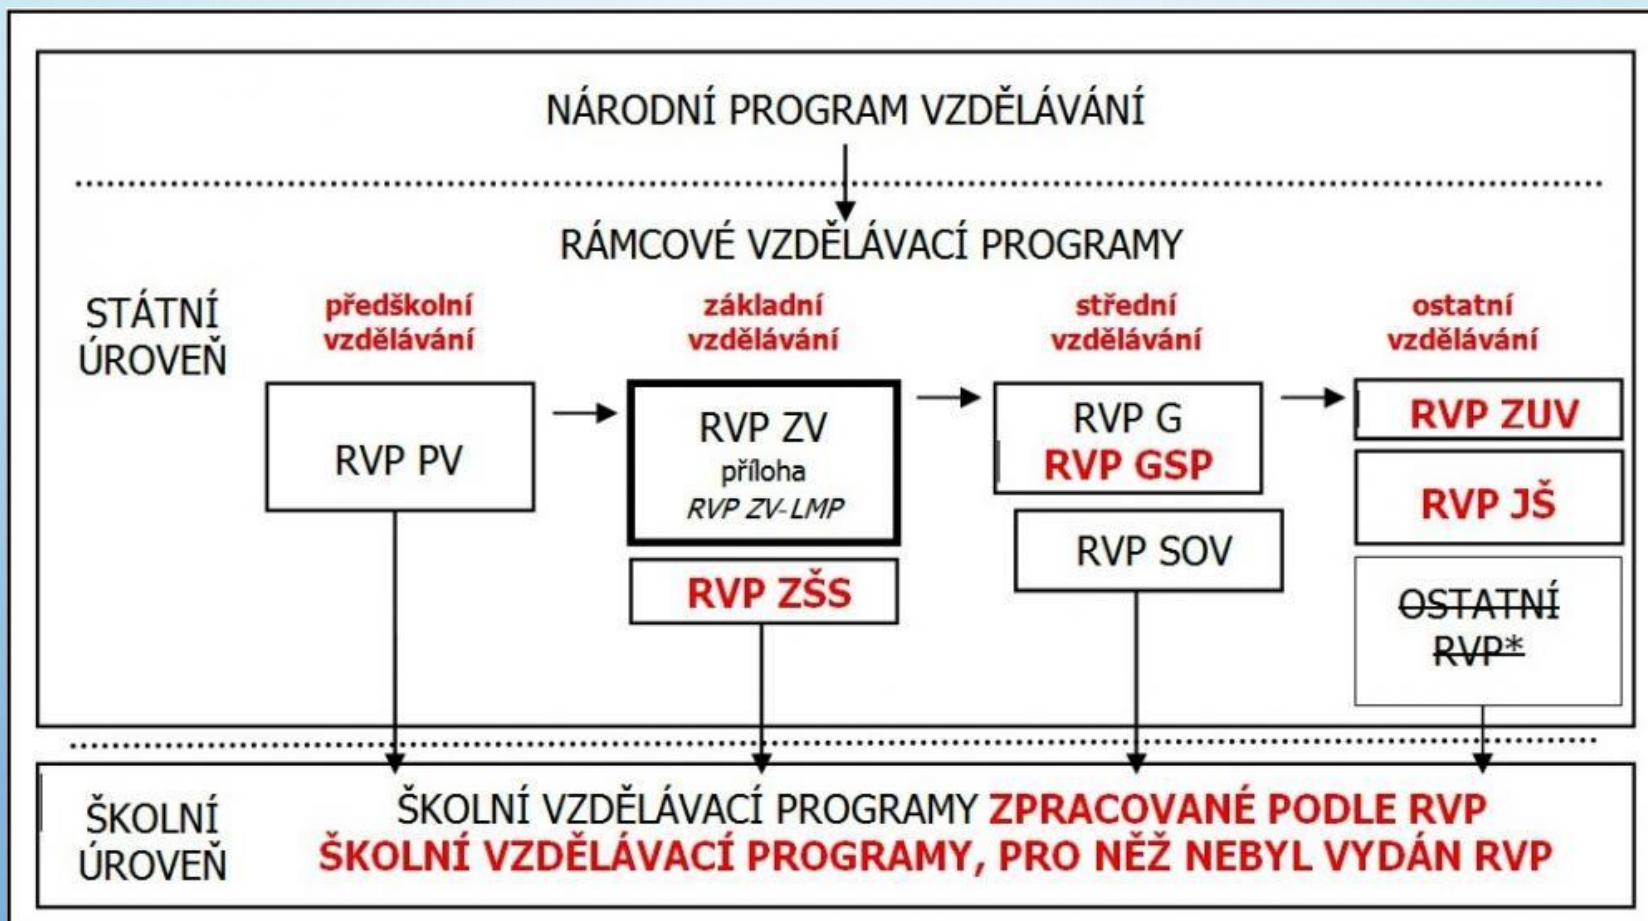 NÁRODNÍ PROGRAM VZDĚLÁVÁNÍ
RÁMCOVÉ VZDĚLÁVACÍ PROGRAMY
STÁTNÍ
ÚROVEŇ
předškolní
vzdělávání
základní
vzdělávání
střední
vzdělávání
ostatní
vzdělávání
RVP PV
RVP ZV
příloha
RVP ZV-LMP
RVP ZŠS
RVP G
RVP GSP
RVP SOV
RVP ZUV
RVP JŠ
OSTATNÍ
RVP*
ŠKOLNÍ
ÚROVEŇ
ŠKOLNÍ VZDĚLÁVACÍ PROGRAMY ZPRACOVANÉ PODLE RVP
ŠKOLNÍ VZDĚLÁVACÍ PROGRAMY, PRO NĚŽ NEBYL VYDÁN RVP